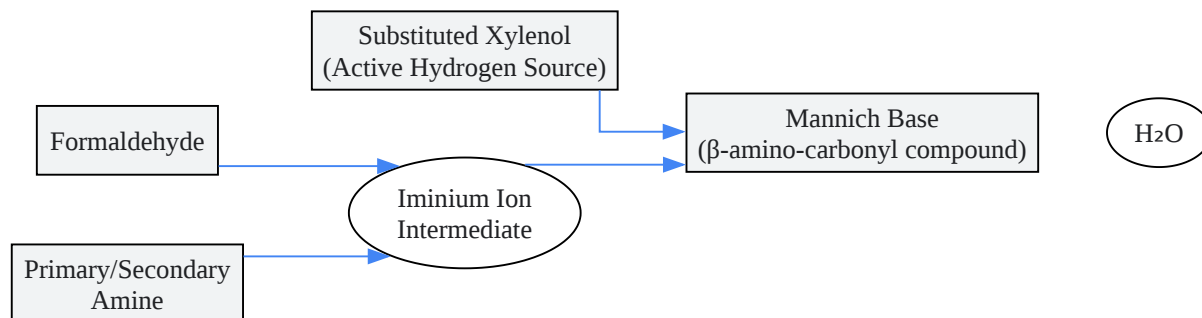 Substituted Xylenol
(Active Hydrogen Source)
Formaldehyde
Mannich Base
(β-amino-carbonyl compound)
H₂O
Iminium Ion
Intermediate
Primary/Secondary
Amine